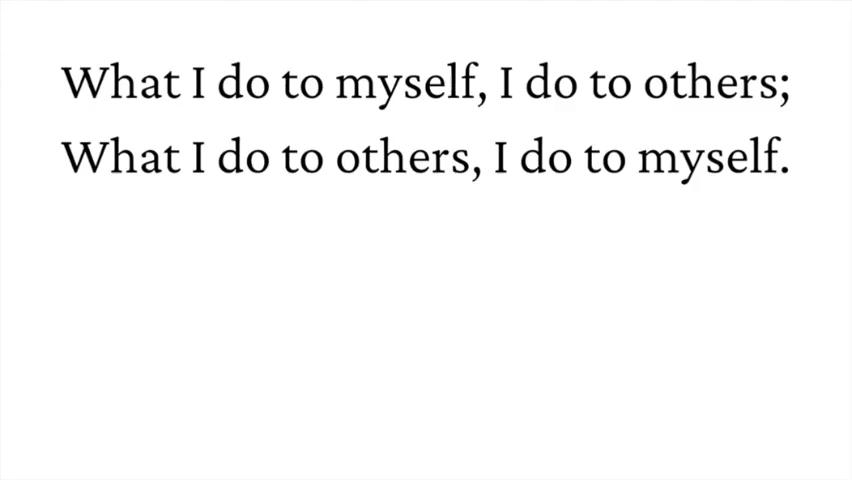 What I do to myself, I do to others;
What I do to others, I do to myself.